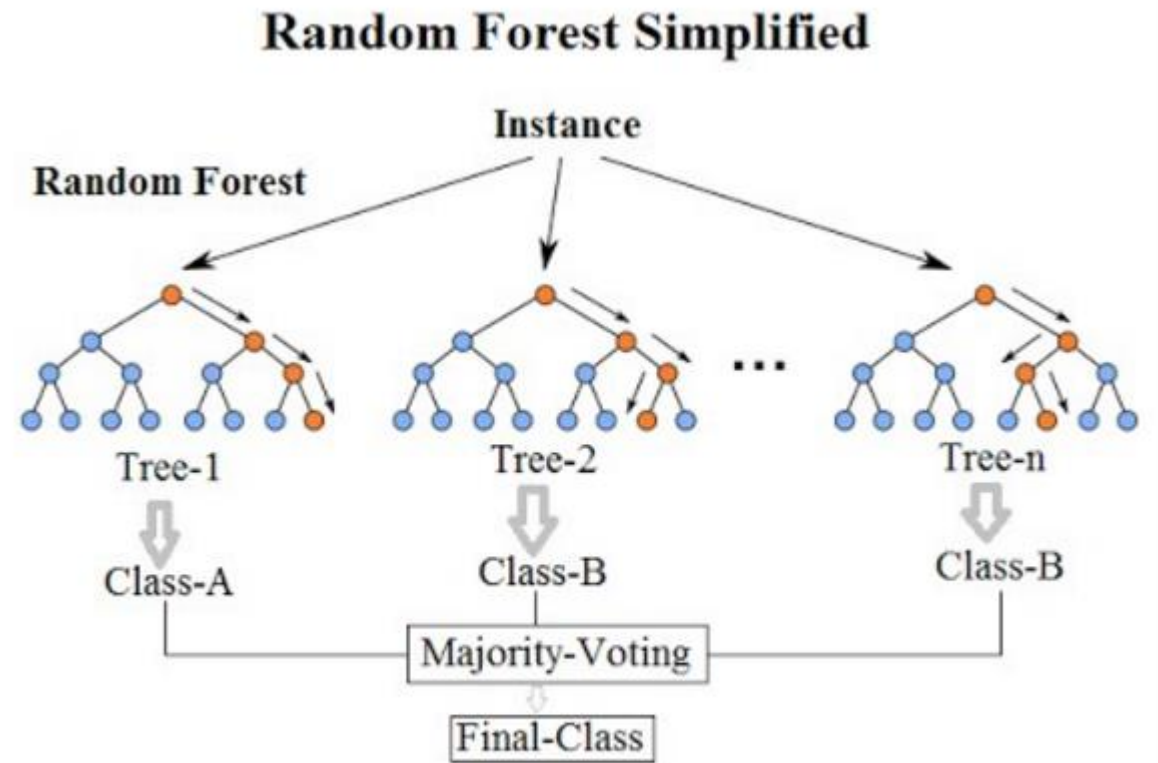 Random Forest Simplified
Instance
Random Forest
...
Tree-1
Tree-2
Tree-n
Class-A
Class-B
Class-B
Majority-Voting
Final-Class